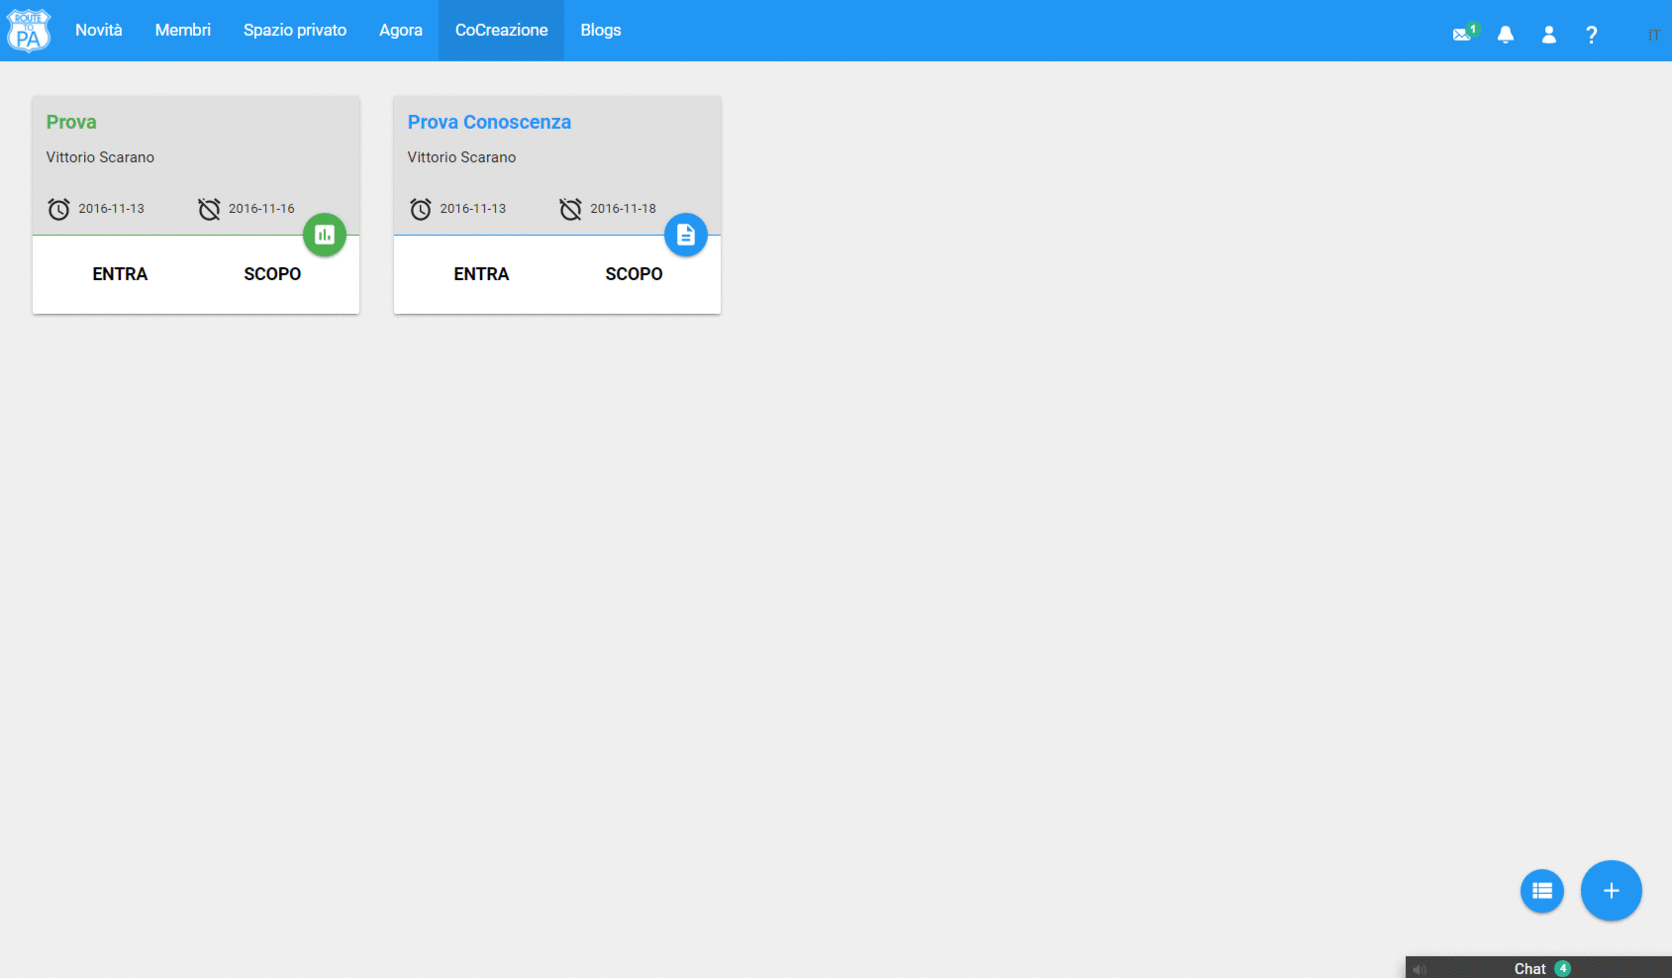 ROUTE
TO
PA
Novità
Membri
Spazio privato
Agora
CoCreazione
Blogs
1
?
IT
Prova
Vittorio Scarano
2016-11-13
2016-11-16
ENTRA
SCOPO
Prova Conoscenza
Vittorio Scarano
2016-11-13
2016-11-18
ENTRA
SCOPO
+
Chat 4